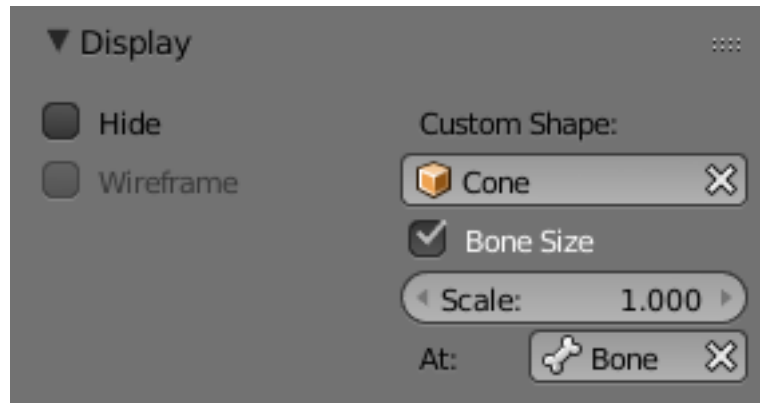 Display
Hide
Wireframe
Custom Shape:
Cone
Bone Size
Scale: 1.000
At: Bone